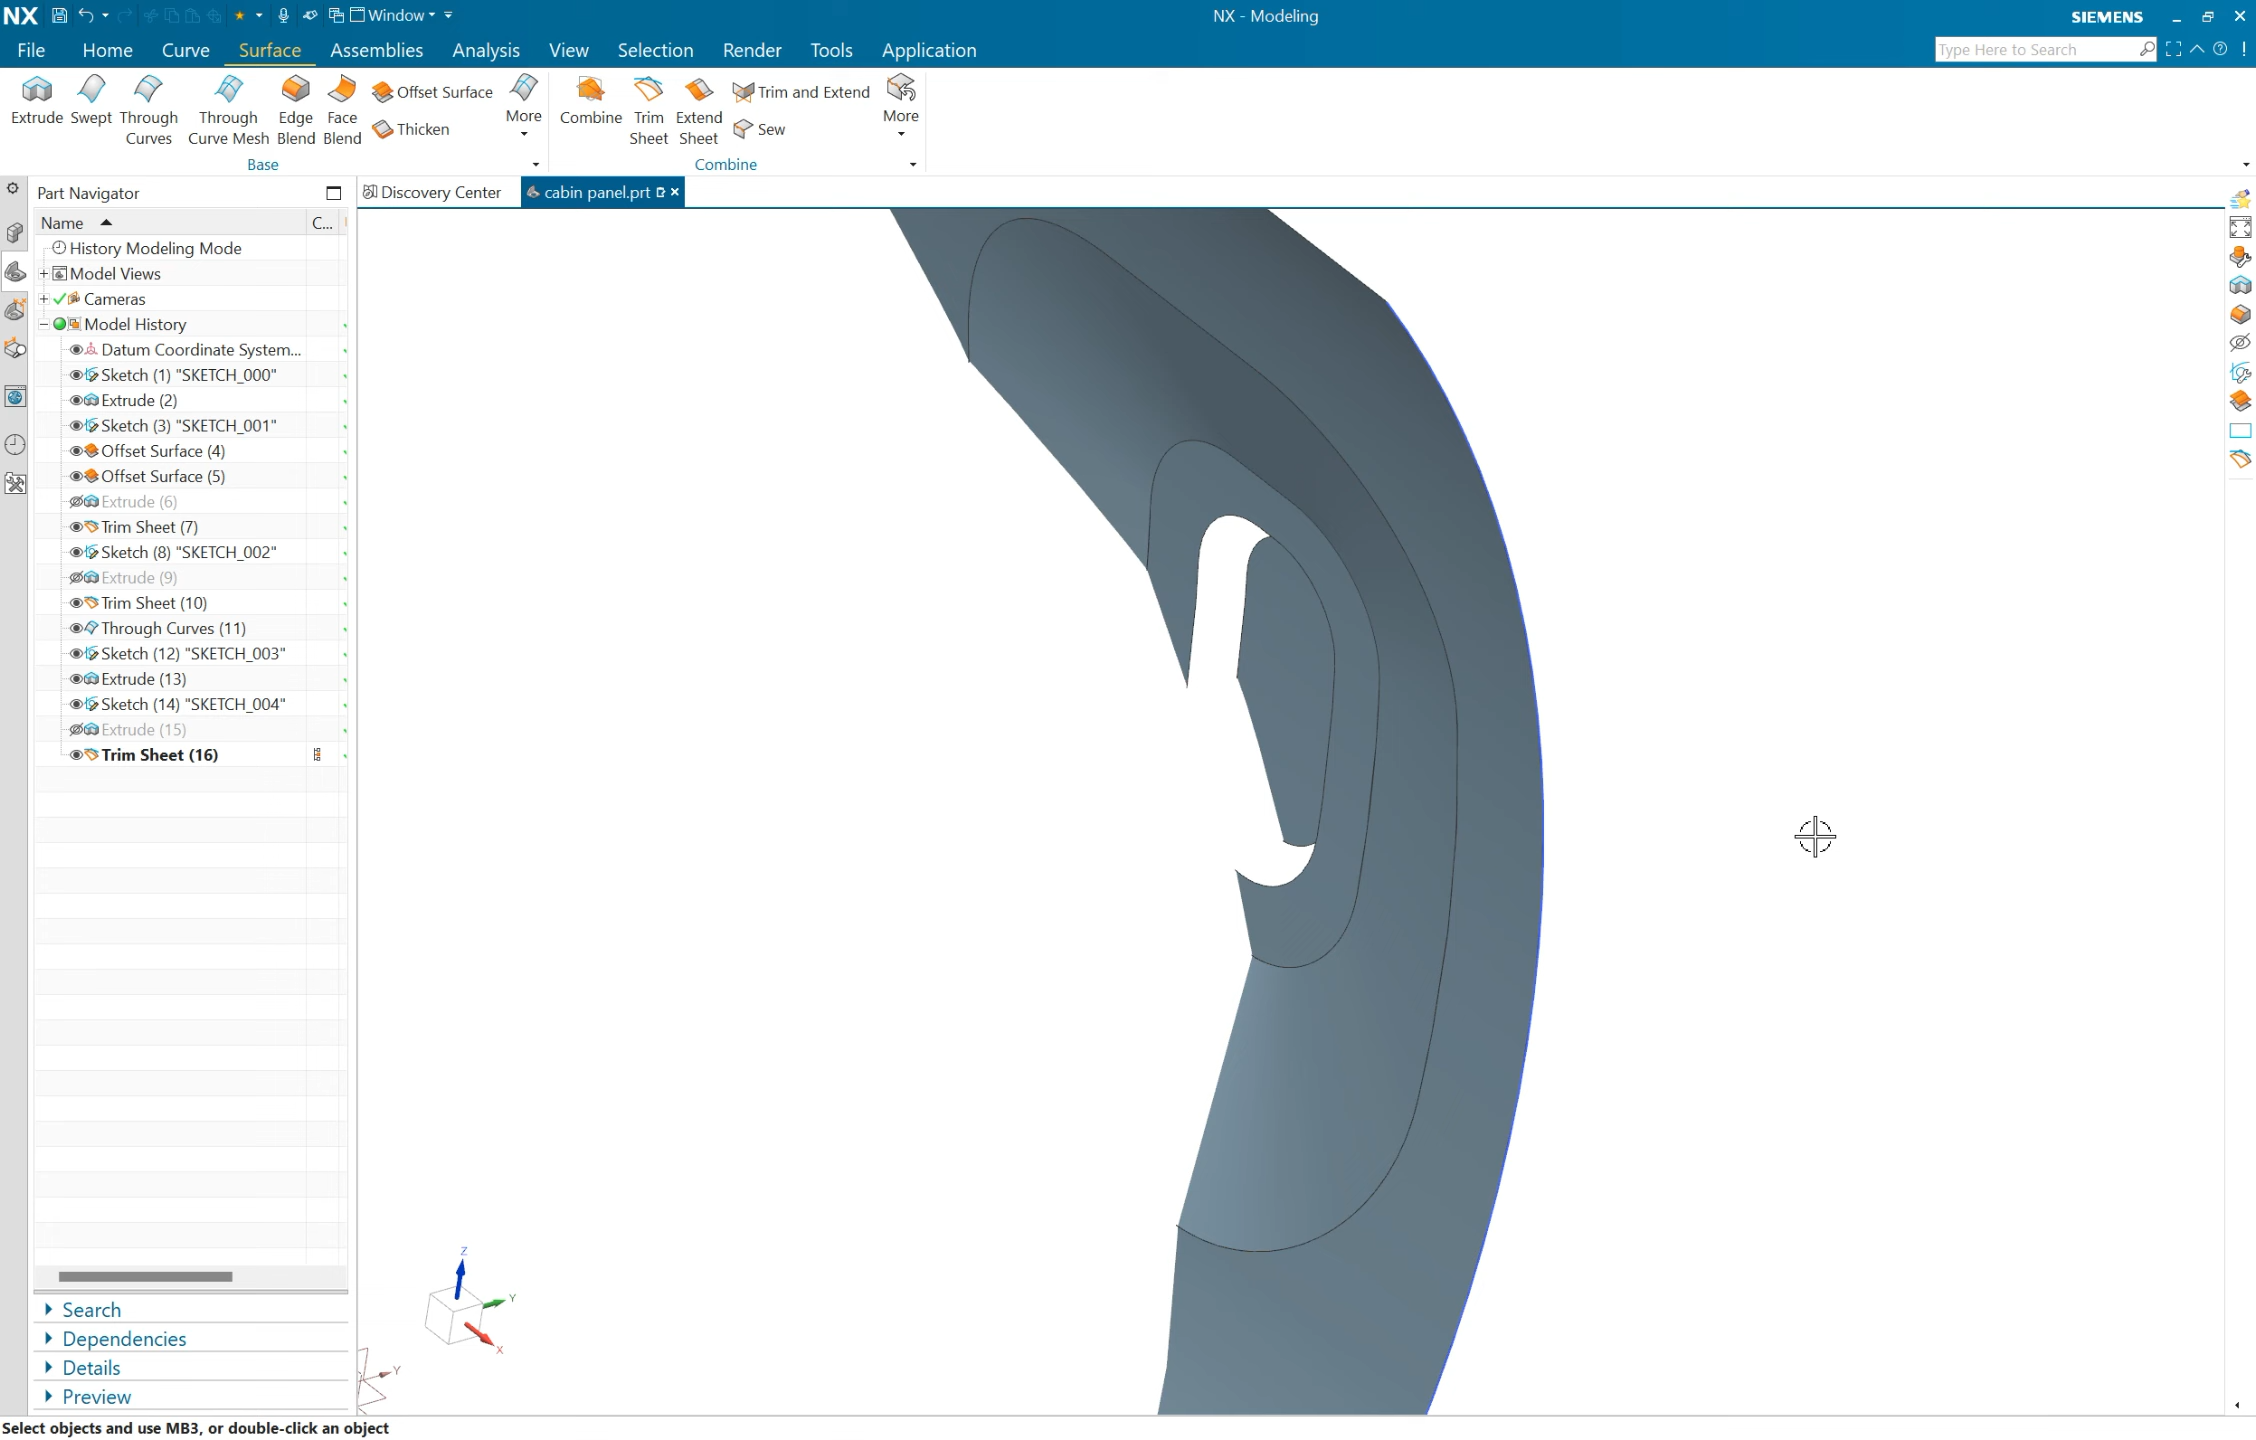 NX Window NX - Modeling SIEMENS
File Home Curve Surface Assemblies Analysis View Selection Render Tools Application Type Here to Search
Extrude Swept Through Curves Through Curve Mesh Edge Blend Face Blend Offset Surface Thicken More
Combine Trim Sheet Extend Sheet Trim and Extend Sew More
Base Combine
Part Navigator
Discovery Center cabin panel.prt
Name C...
History Modeling Mode
Model Views
Cameras
Model History
Datum Coordinate System...
Sketch (1) "SKETCH_000"
Extrude (2)
Sketch (3) "SKETCH_001"
Offset Surface (4)
Offset Surface (5)
Extrude (6)
Trim Sheet (7)
Sketch (8) "SKETCH_002"
Extrude (9)
Trim Sheet (10)
Through Curves (11)
Sketch (12) "SKETCH_003"
Extrude (13)
Sketch (14) "SKETCH_004"
Extrude (15)
Trim Sheet (16)
Z
Y
X
Y
Search
Dependencies
Details
Preview
Select objects and use MB3, or double-click an object